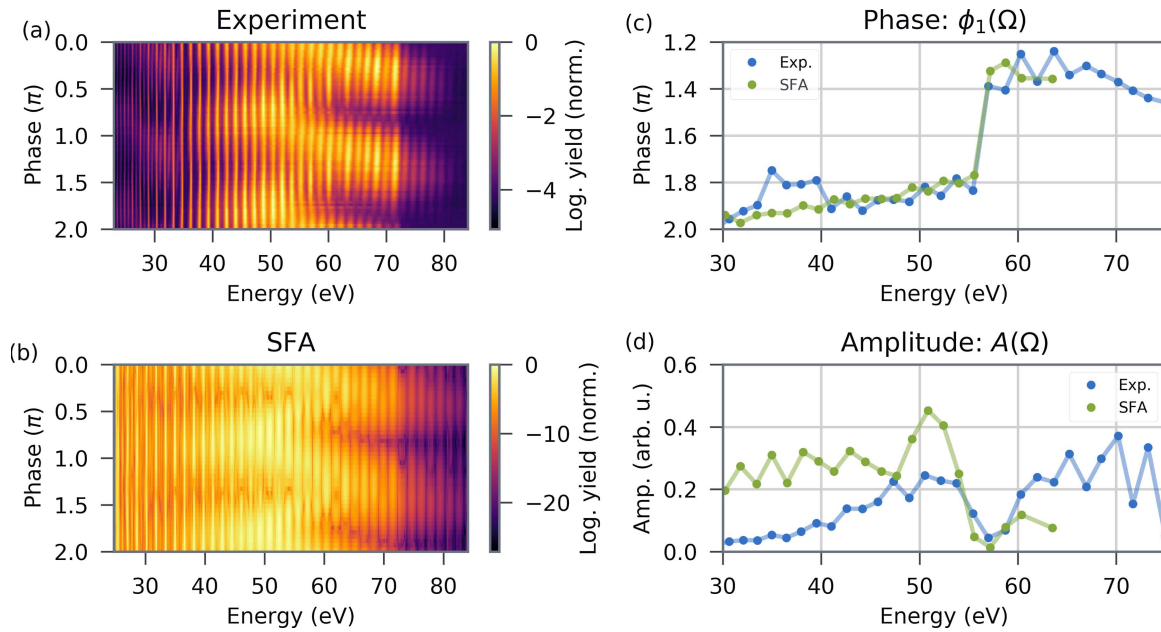 (a)
Experiment
Phase (π)
0.0
0.5
1.0
1.5
2.0
30 40 50 60 70 80
Energy (eV)
0
−2
−4
Log. yield (norm.)
(b)
SFA
Phase (π)
0.0
0.5
1.0
1.5
2.0
30 40 50 60 70 80
Energy (eV)
0
−10
−20
Log. yield (norm.)
(c)
Phase: ϕ₁(Ω)
Phase (π)
1.2
1.4
1.6
1.8
2.0
Exp.
SFA
30 40 50 60 70
Energy (eV)
(d)
Amplitude: A(Ω)
Amp. (arb. u.)
0.6
0.4
0.2
0.0
Exp.
SFA
30 40 50 60 70
Energy (eV)